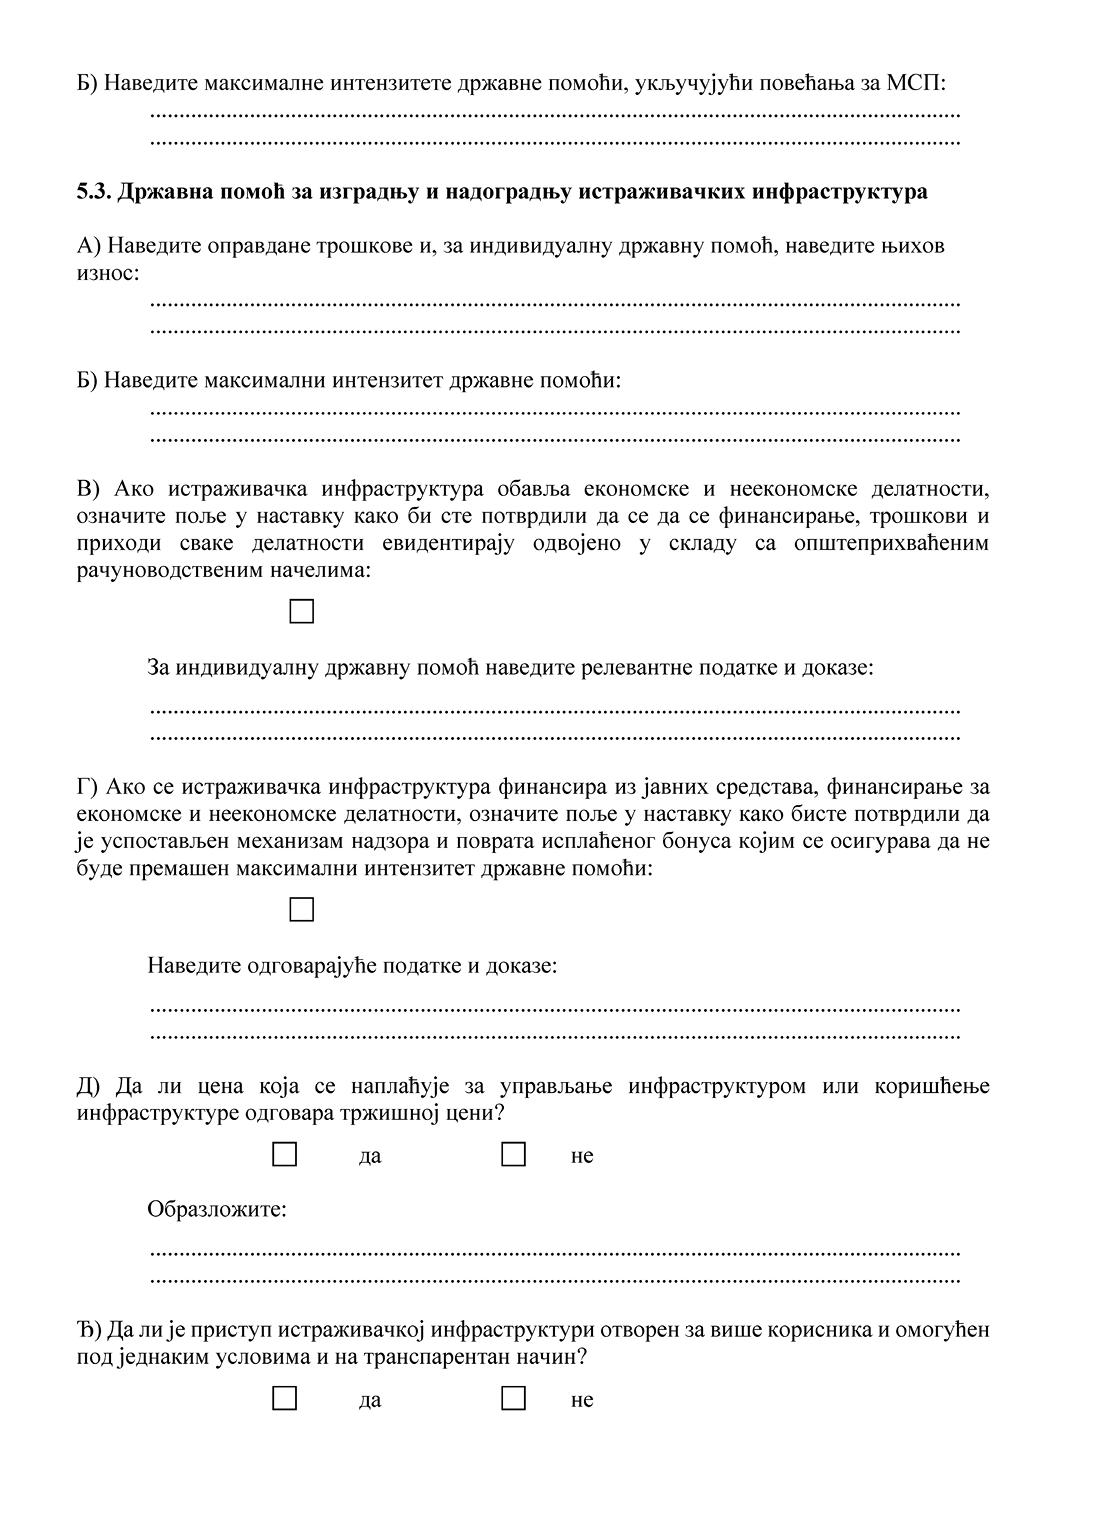 Б) Наведите максималне интензитете државне помоћи, укључујући повећања за МСП:
..........................................................................................................................................
..........................................................................................................................................
5.3. Државна помоћ за изградњу и надоградњу истраживачких инфраструктура
А) Наведите оправдане трошкове и, за индивидуалну државну помоћ, наведите њихов
износ:
..........................................................................................................................................
..........................................................................................................................................
Б) Наведите максимални интензитет државне помоћи:
..........................................................................................................................................
..........................................................................................................................................
В) Ако истраживачка инфраструктура обавља економске и неекономске делатности,
означите поље у наставку како би сте потврдили да се да се финансирање, трошкови и
приходи сваке делатности евидентирају одвојено у складу са општеприхваћеним
рачуноводственим начелима:
За индивидуалну државну помоћ наведите релевантне податке и доказе:
..........................................................................................................................................
..........................................................................................................................................
Г) Ако се истраживачка инфраструктура финансира из јавних средстава, финансирање за
економске и неекономске делатности, означите поље у наставку како бисте потврдили да
је успостављен механизам надзора и поврата исплаћеног бонуса којим се осигурава да не
буде премашен максимални интензитет државне помоћи:
Наведите одговарајуће податке и доказе:
..........................................................................................................................................
..........................................................................................................................................
Д) Да ли цена која се наплаћује за управљање инфраструктуром или коришћење
инфраструктуре одговара тржишној цени?
да не
Образложите:
..........................................................................................................................................
..........................................................................................................................................
Ђ) Да ли је приступ истраживачкој инфраструктури отворен за више корисника и омогућен
под једнаким условима и на транспарентан начин?
да не